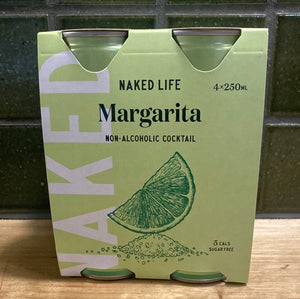 NAKED
NAKED LIFE
4×250ML
Margarita
NON-ALCOHOLIC COCKTAIL
5 CALS
SUGAR FREE